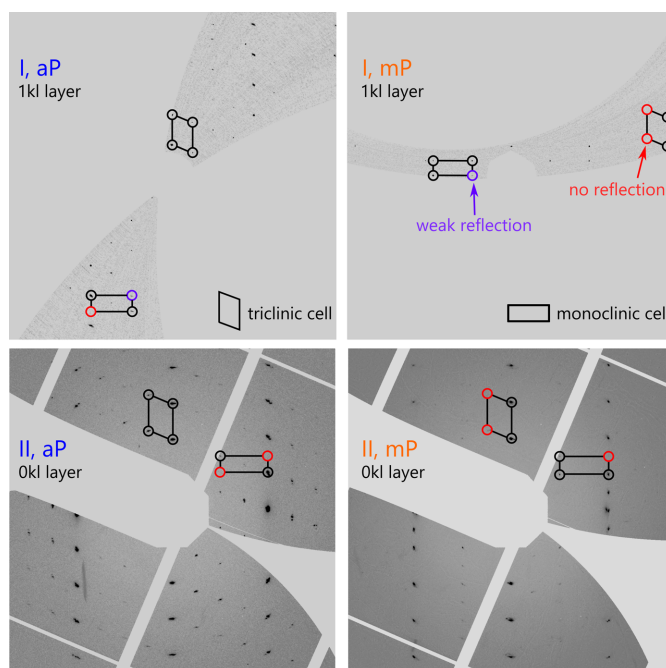 I, aP
1kl layer
triclinic cell
I, mP
1kl layer
weak reflection
no reflection
monoclinic cell
II, aP
0kl layer
II, mP
0kl layer